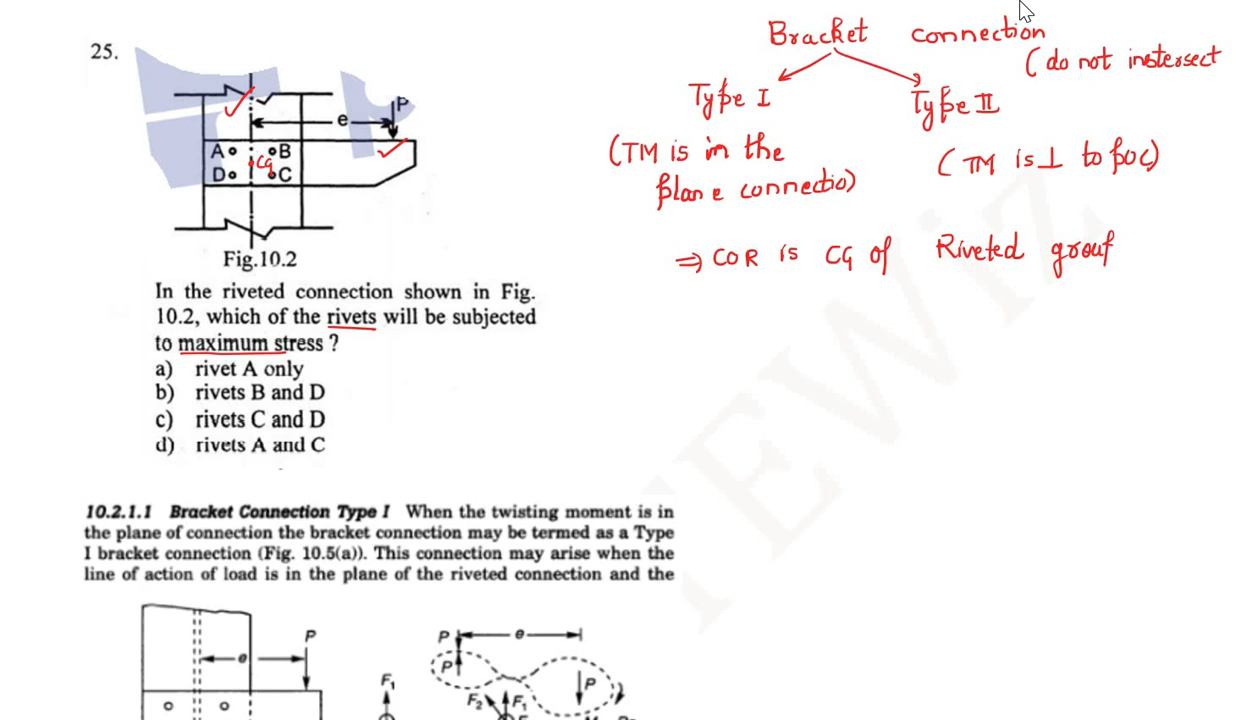 25.
P
e
A
B
CG
D
C
Fig.10.2
In the riveted connection shown in Fig.
10.2, which of the rivets will be subjected
to maximum stress ?
a) rivet A only
b) rivets B and D
c) rivets C and D
d) rivets A and C
Bracket connection
(do not instersect
Type I
Type II
(TM is in the
plane connectio)
(TM is ⊥ to poc)
⇒ COR is CG of Riveted group
10.2.1.1 Bracket Connection Type I When the twisting moment is in
the plane of connection the bracket connection may be termed as a Type
I bracket connection (Fig. 10.5(a)). This connection may arise when the
line of action of load is in the plane of the riveted connection and the
P
e
F₁
P
e
P
P
F₂
F₁